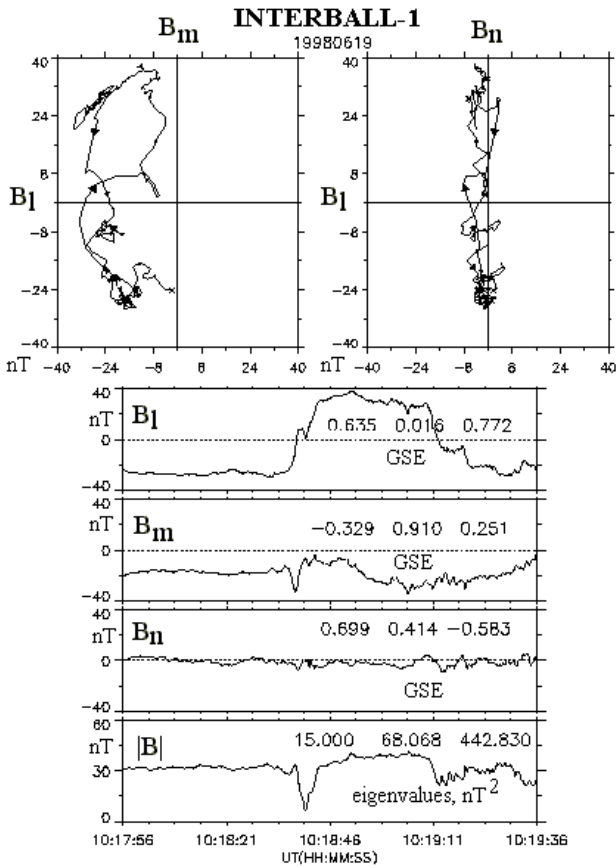 INTERBALL-1
19980619
Bm
Bn
40
24
8
Bl
−8
−24
−40
nT
−40 −24 −8 8 24 40
40
24
8
Bl
−8
−24
−40
nT
−40 −24 −8 8 24 40
40
nT
Bl
0
−40
0.635 0.016 0.772
GSE
40
nT
Bm
0
−40
−0.329 0.910 0.251
GSE
40
nT
Bn
0
−40
0.699 0.414 −0.583
GSE
60
nT
|B|
30
0
15.000 68.068 442.830
eigenvalues, nT2
10:17:56 10:18:21 10:18:46 10:19:11 10:19:36
UT(HH:MM:SS)